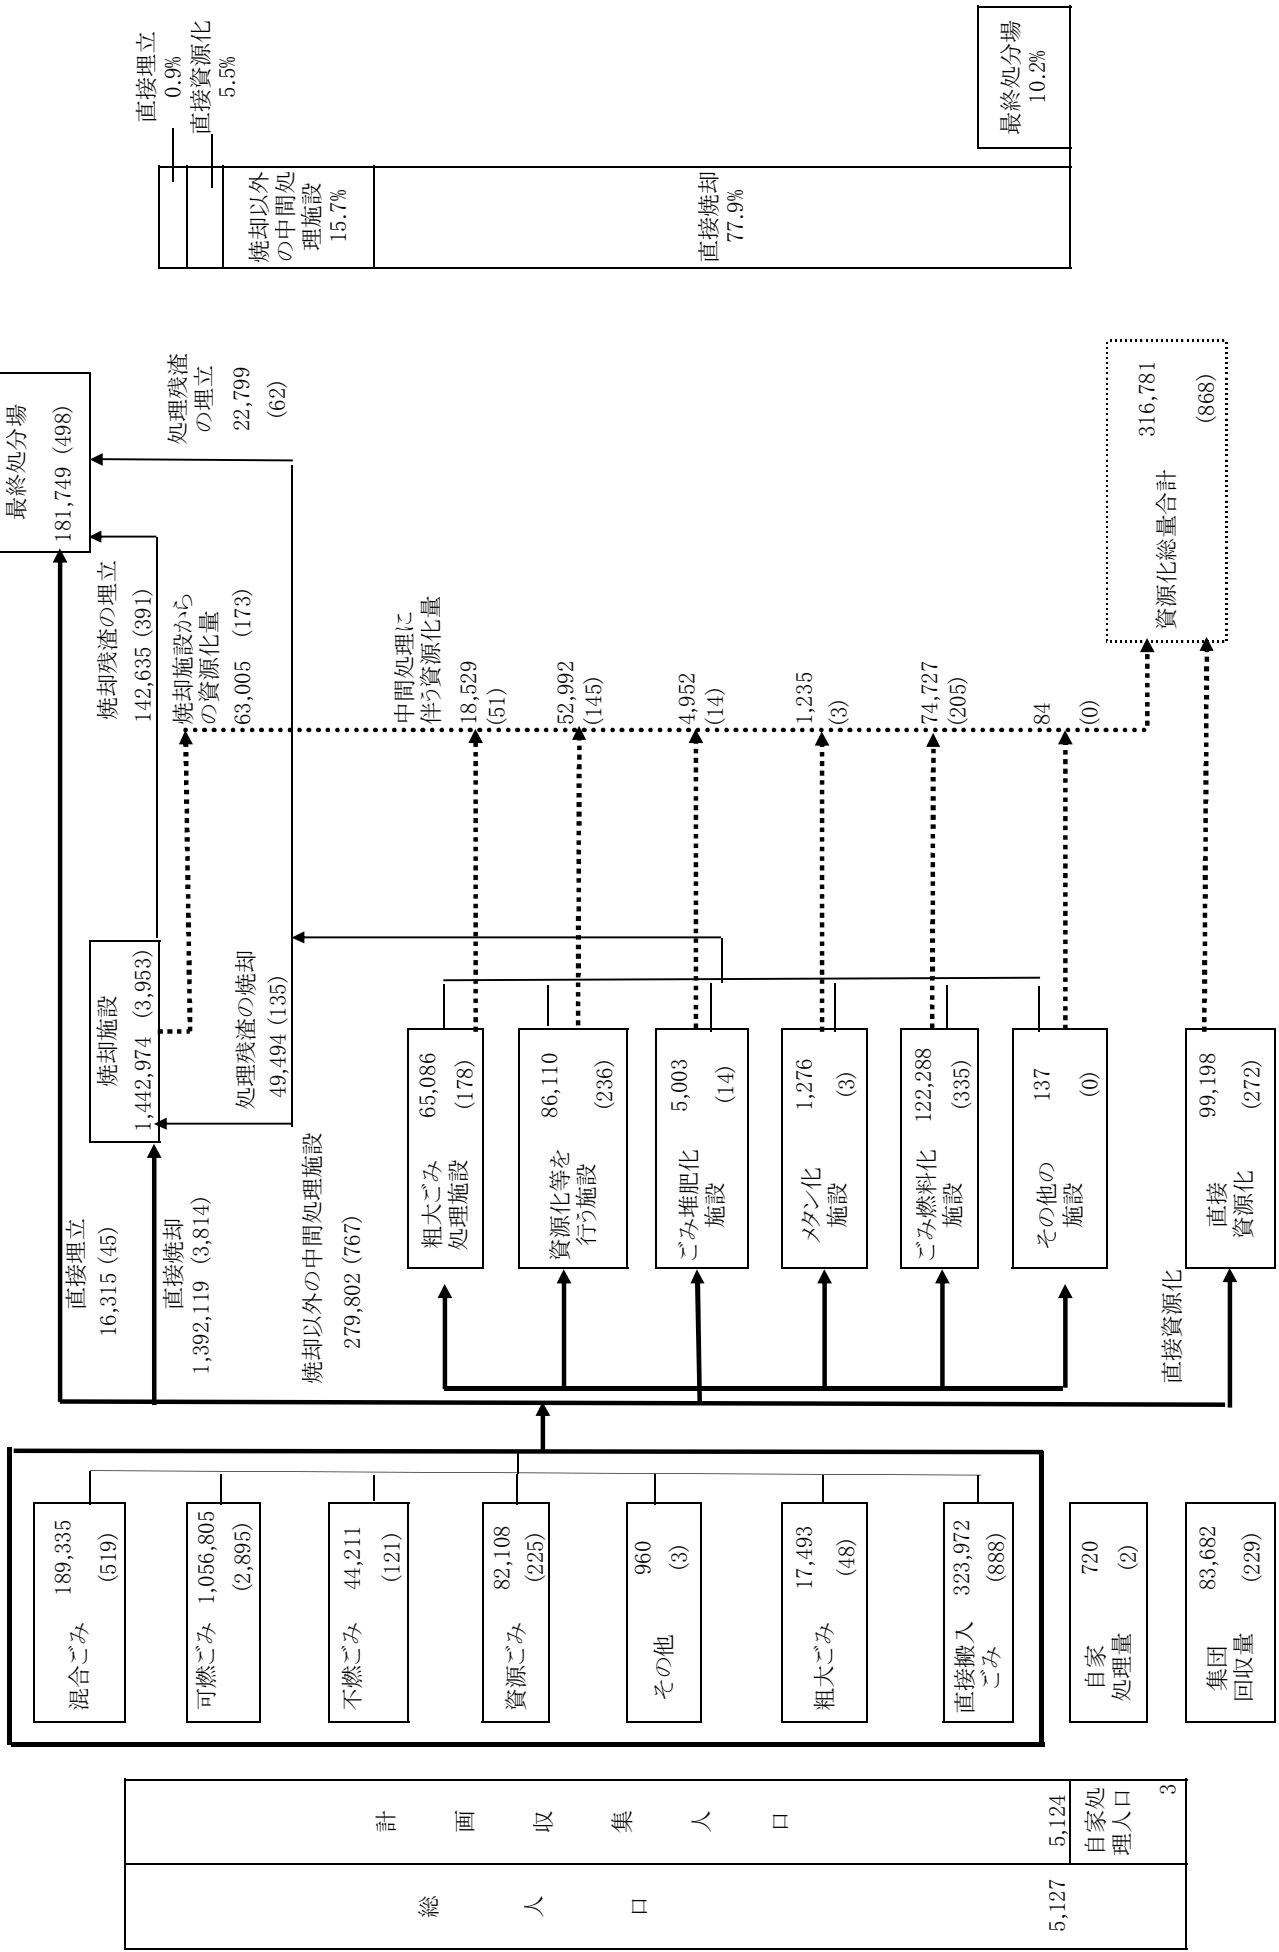 総人口
5,127
計画収集人口
5,124
自家処
理人口
3
混合ごみ
189,335
(519)
可燃ごみ
1,056,805
(2,895)
不燃ごみ
44,211
(121)
資源ごみ
82,108
(225)
その他
960
(3)
粗大ごみ
17,493
(48)
直接搬入
ごみ
323,972
(888)
自家
処理量
720
(2)
集団
回収量
83,682
(229)
直接埋立
16,315 (45)
直接焼却
1,392,119 (3,814)
焼却以外の中間処理施設
279,802 (767)
直接資源化
焼却施設
1,442,974 (3,953)
処理残渣の焼却
49,494 (135)
粗大ごみ
処理施設
65,086
(178)
資源化等を
行う施設
86,110
(236)
ごみ堆肥化
施設
5,003
(14)
メタン化
施設
1,276
(3)
ごみ燃料化
施設
122,288
(335)
その他の
施設
137
(0)
直接
資源化
99,198
(272)
焼却残渣の埋立
142,635 (391)
焼却施設から
の資源化量
63,005 (173)
中間処理に
伴う資源化量
18,529
(51)
52,992
(145)
4,952
(14)
1,235
(3)
74,727
(205)
84
(0)
最終処分場
181,749 (498)
処理残渣
の埋立
22,799
(62)
資源化総量合計
316,781
(868)
直接埋立
0.9%
直接資源化
5.5%
焼却以外
の中間処
理施設
15.7%
直接焼却
77.9%
最終処分場
10.2%